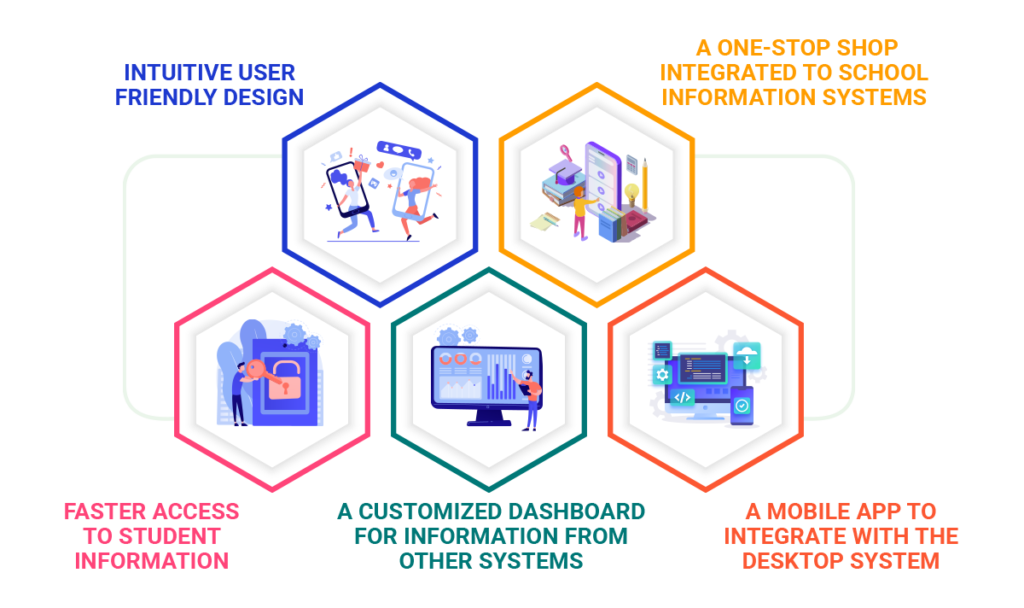 INTUITIVE USER
FRIENDLY DESIGN
A ONE-STOP SHOP
INTEGRATED TO SCHOOL
INFORMATION SYSTEMS
FASTER ACCESS
TO STUDENT
INFORMATION
A CUSTOMIZED DASHBOARD
FOR INFORMATION FROM
OTHER SYSTEMS
A MOBILE APP TO
INTEGRATE WITH THE
DESKTOP SYSTEM